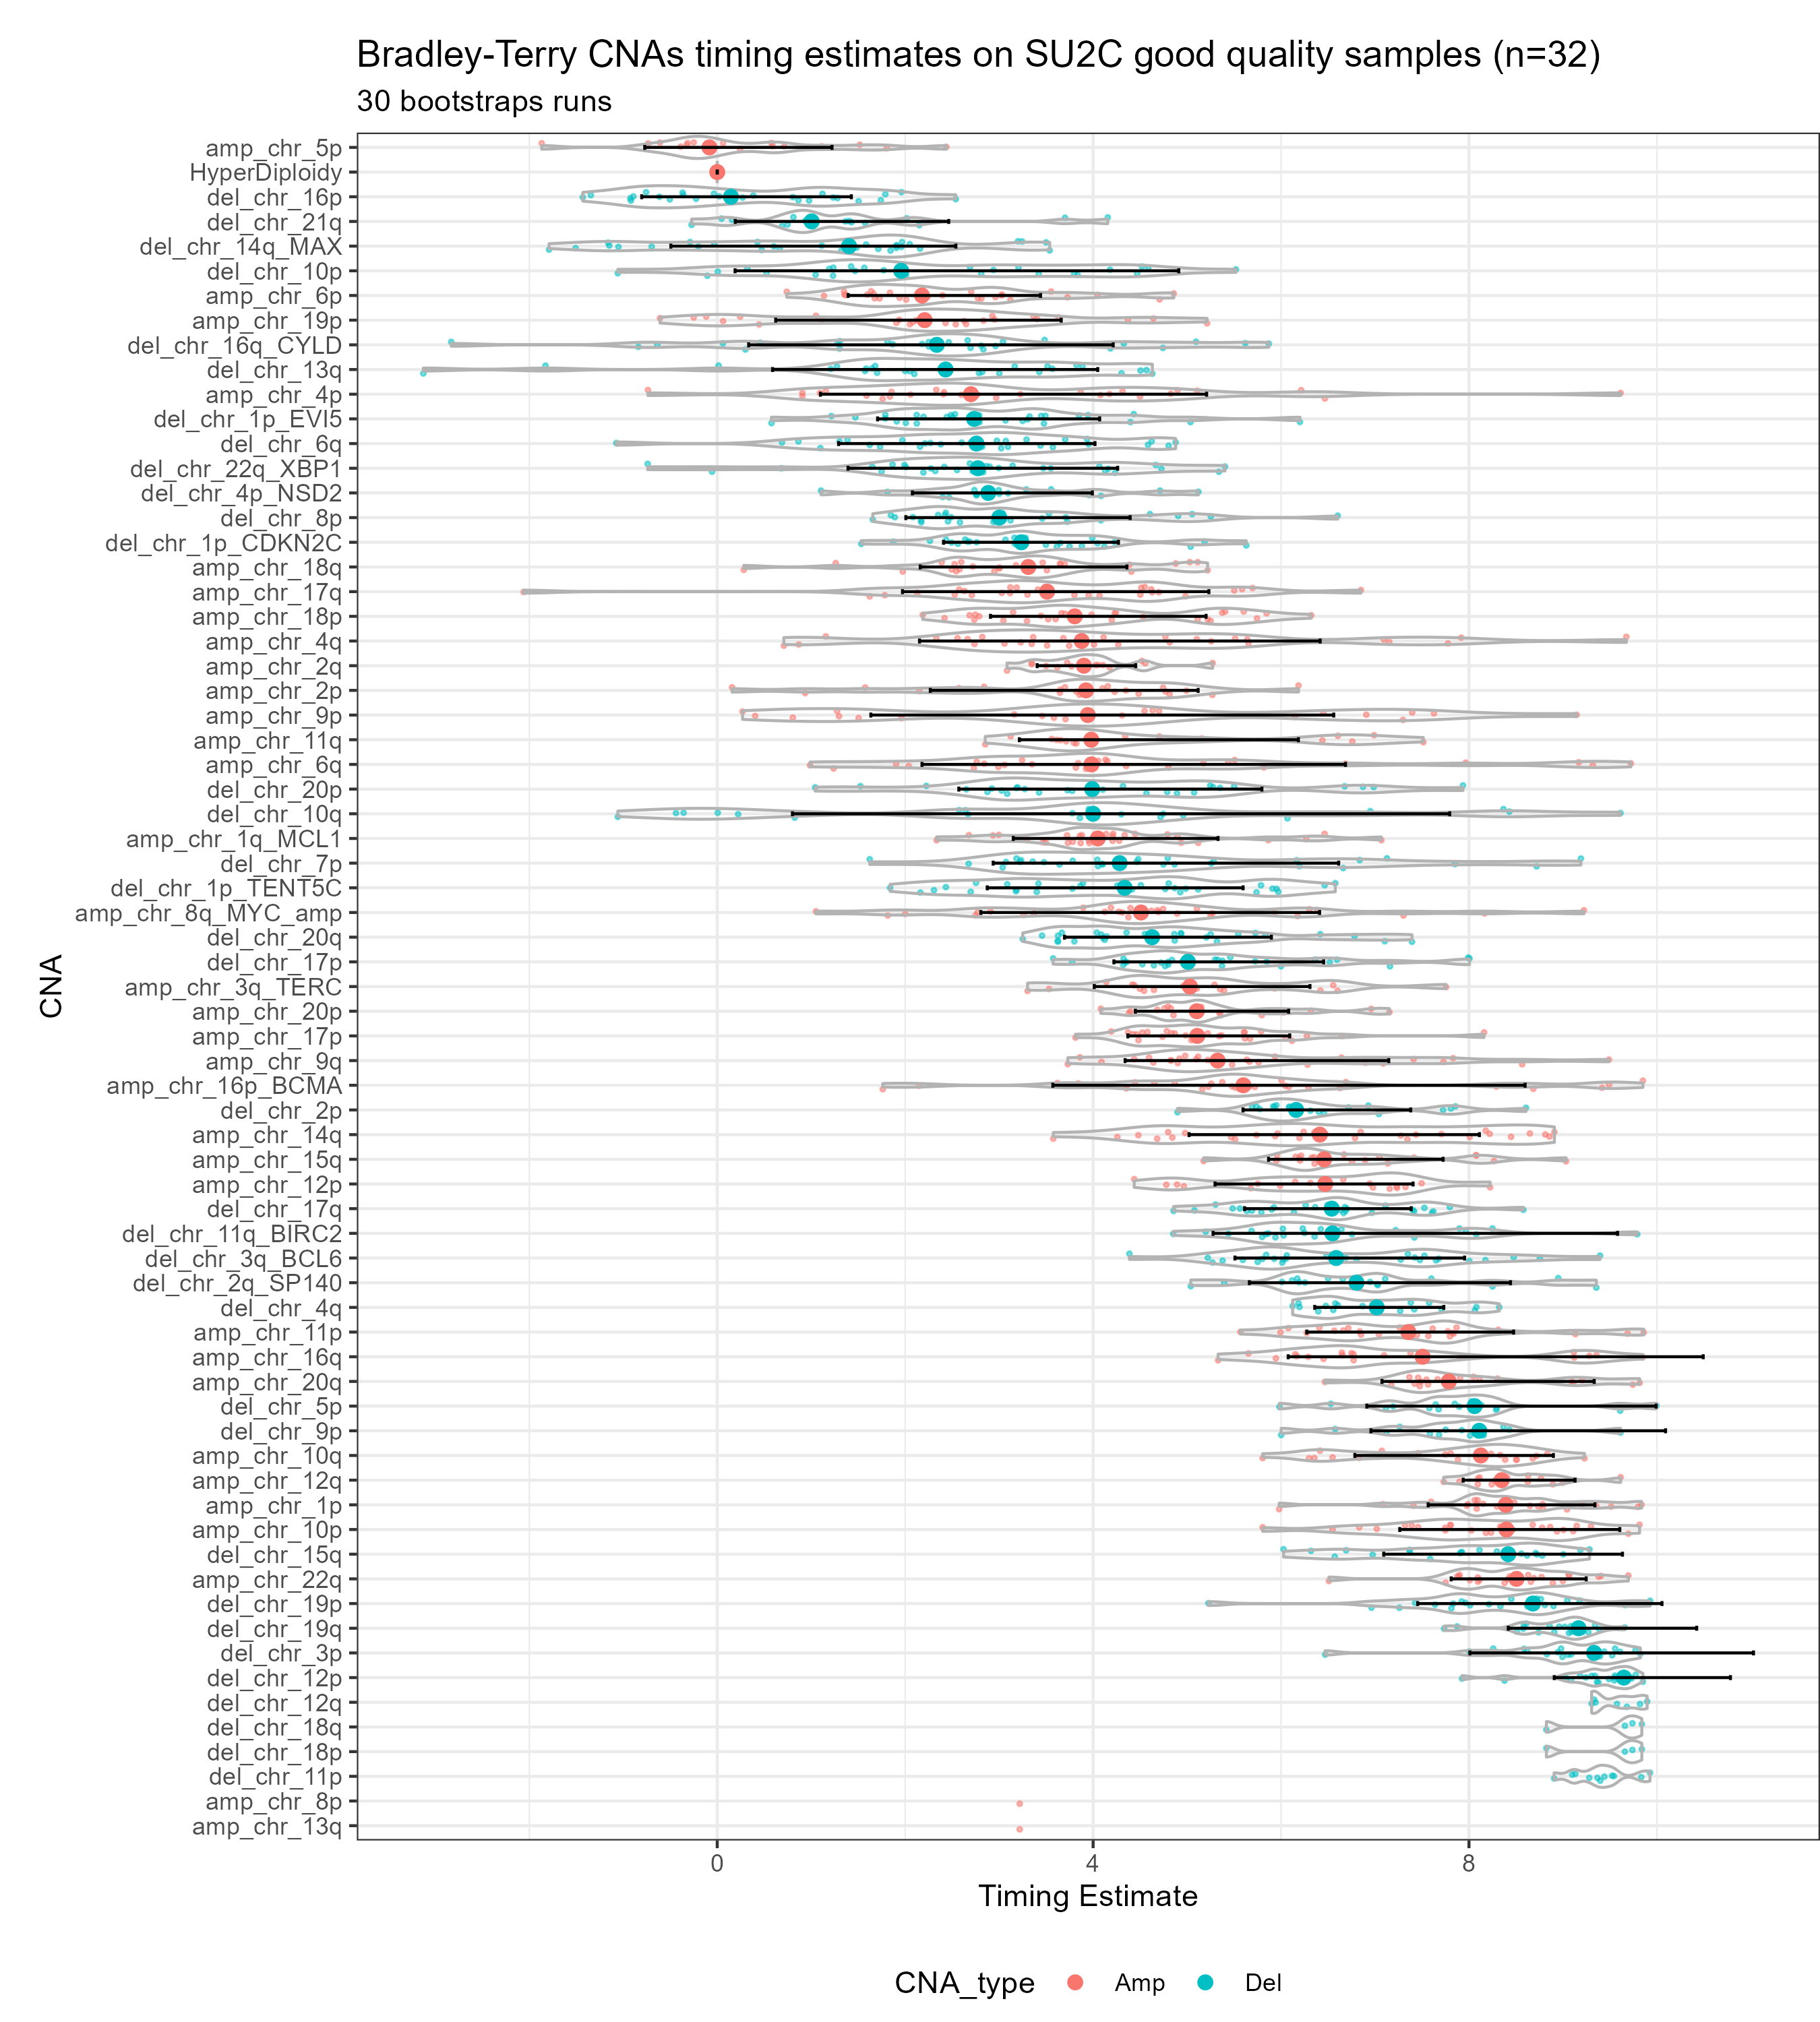 Bradley-Terry CNAs timing estimates on SU2C good quality samples (n=32)
30 bootstraps runs
CNA
amp_chr_5p
HyperDiploidy
del_chr_16p
del_chr_21q
del_chr_14q_MAX
del_chr_10p
amp_chr_6p
amp_chr_19p
del_chr_16q_CYLD
del_chr_13q
amp_chr_4p
del_chr_1p_EVI5
del_chr_6q
del_chr_22q_XBP1
del_chr_4p_NSD2
del_chr_8p
del_chr_1p_CDKN2C
amp_chr_18q
amp_chr_17q
amp_chr_18p
amp_chr_4q
amp_chr_2q
amp_chr_2p
amp_chr_9p
amp_chr_11q
amp_chr_6q
del_chr_20p
del_chr_10q
amp_chr_1q_MCL1
del_chr_7p
del_chr_1p_TENT5C
amp_chr_8q_MYC_amp
del_chr_20q
del_chr_17p
amp_chr_3q_TERC
amp_chr_20p
amp_chr_17p
amp_chr_9q
amp_chr_16p_BCMA
del_chr_2p
amp_chr_14q
amp_chr_15q
amp_chr_12p
del_chr_17q
del_chr_11q_BIRC2
del_chr_3q_BCL6
del_chr_2q_SP140
del_chr_4q
amp_chr_11p
amp_chr_16q
amp_chr_20q
del_chr_5p
del_chr_9p
amp_chr_10q
amp_chr_12q
amp_chr_1p
amp_chr_10p
del_chr_15q
amp_chr_22q
del_chr_19p
del_chr_19q
del_chr_3p
del_chr_12p
del_chr_12q
del_chr_18q
del_chr_18p
del_chr_11p
amp_chr_8p
amp_chr_13q
0 4 8
Timing Estimate
CNA_type Amp Del